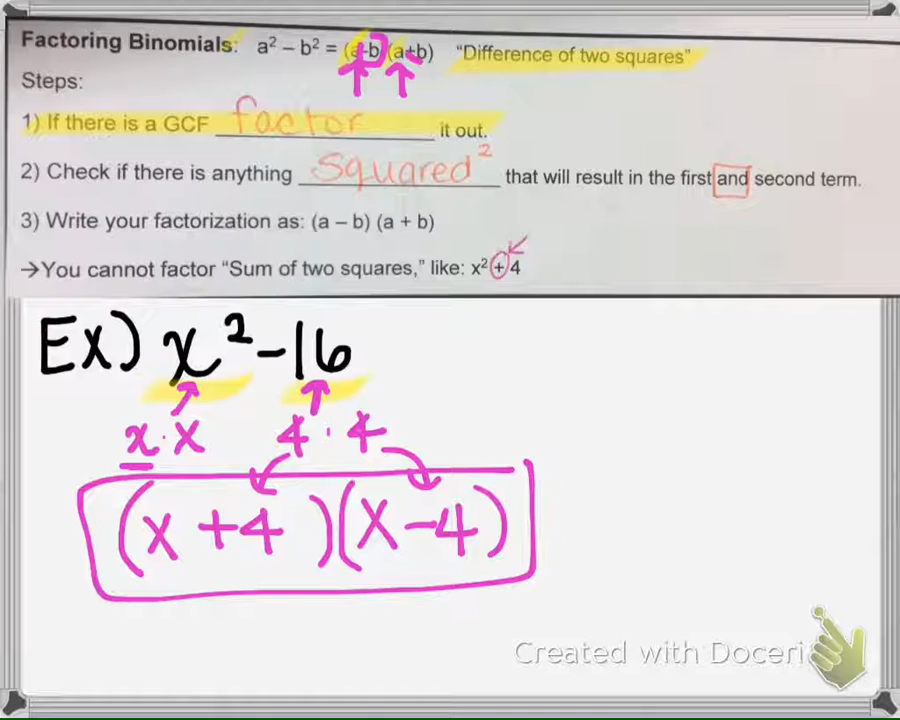 Factoring Binomials: a² – b² = (a-b) (a+b) "Difference of two squares"
Steps:
1) If there is a GCF factor it out.
2) Check if there is anything squared² that will result in the first and second term.
3) Write your factorization as: (a – b) (a + b)
→You cannot factor "Sum of two squares," like: x² + 4
Ex) x² - 16
x · x 4 · 4
(x + 4 )(x - 4)
Created with Doceri